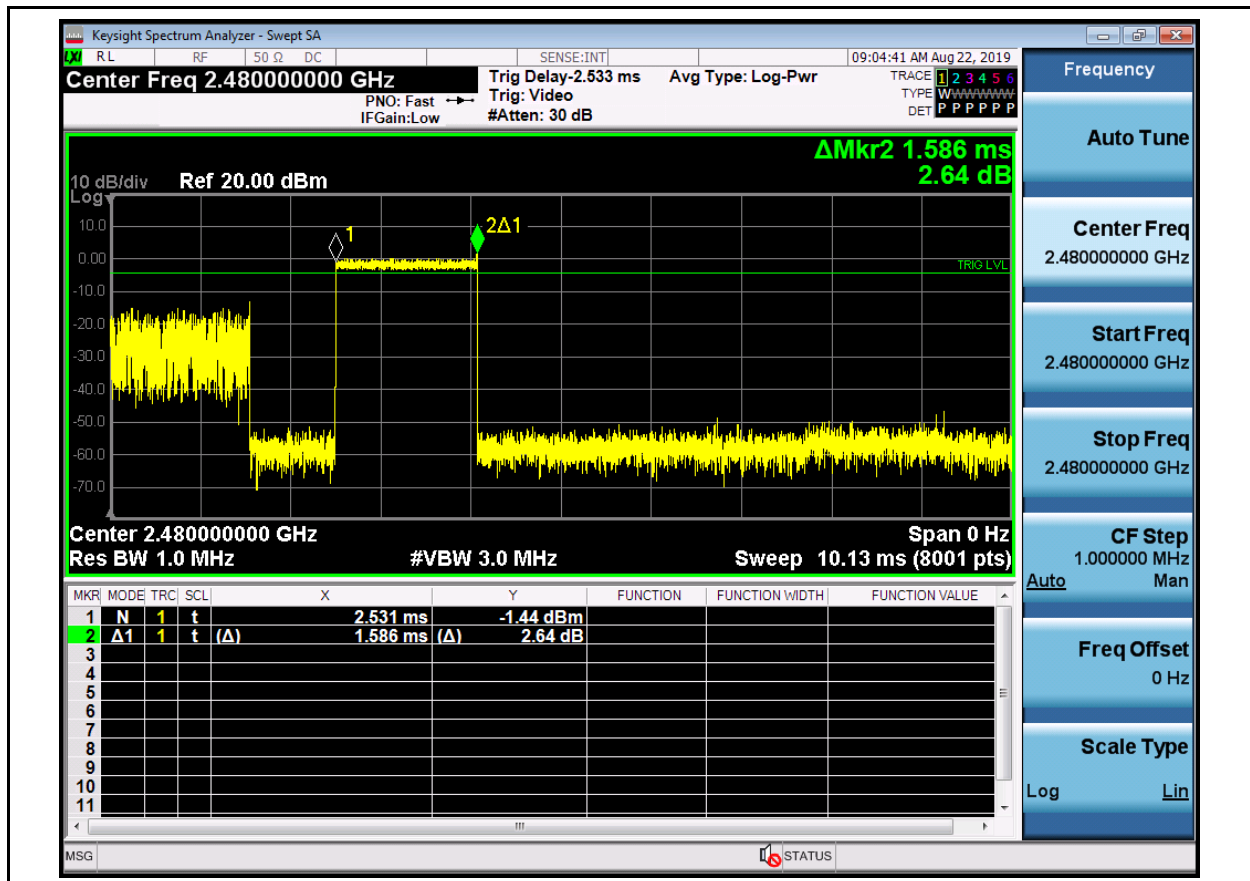 Keysight Spectrum Analyzer - Swept SA
LXI RL RF 50 Ω DC SENSE:INT 09:04:41 AM Aug 22, 2019
Center Freq 2.480000000 GHz
PNO: Fast
IFGain:Low
Trig Delay-2.533 ms
Trig: Video
#Atten: 30 dB
Avg Type: Log-Pwr
TRACE 1 2 3 4 5 6
TYPE WWWWWWW
DET P P P P P P
ΔMkr2 1.586 ms
2.64 dB
10 dB/div Ref 20.00 dBm
Log
10.0
0.00
-10.0
-20.0
-30.0
-40.0
-50.0
-60.0
-70.0
1
2Δ1
TRIG LVL
Center 2.480000000 GHz Span 0 Hz
Res BW 1.0 MHz #VBW 3.0 MHz Sweep 10.13 ms (8001 pts)
MKR MODE TRC SCL X Y FUNCTION FUNCTION WIDTH FUNCTION VALUE
1 N 1 t 2.531 ms -1.44 dBm
2 Δ1 1 t (Δ) 1.586 ms (Δ) 2.64 dB
3
4
5
6
7
8
9
10
11
MSG STATUS
Frequency
Auto Tune
Center Freq
2.480000000 GHz
Start Freq
2.480000000 GHz
Stop Freq
2.480000000 GHz
CF Step
1.000000 MHz
Auto Man
Freq Offset
0 Hz
Scale Type
Log Lin